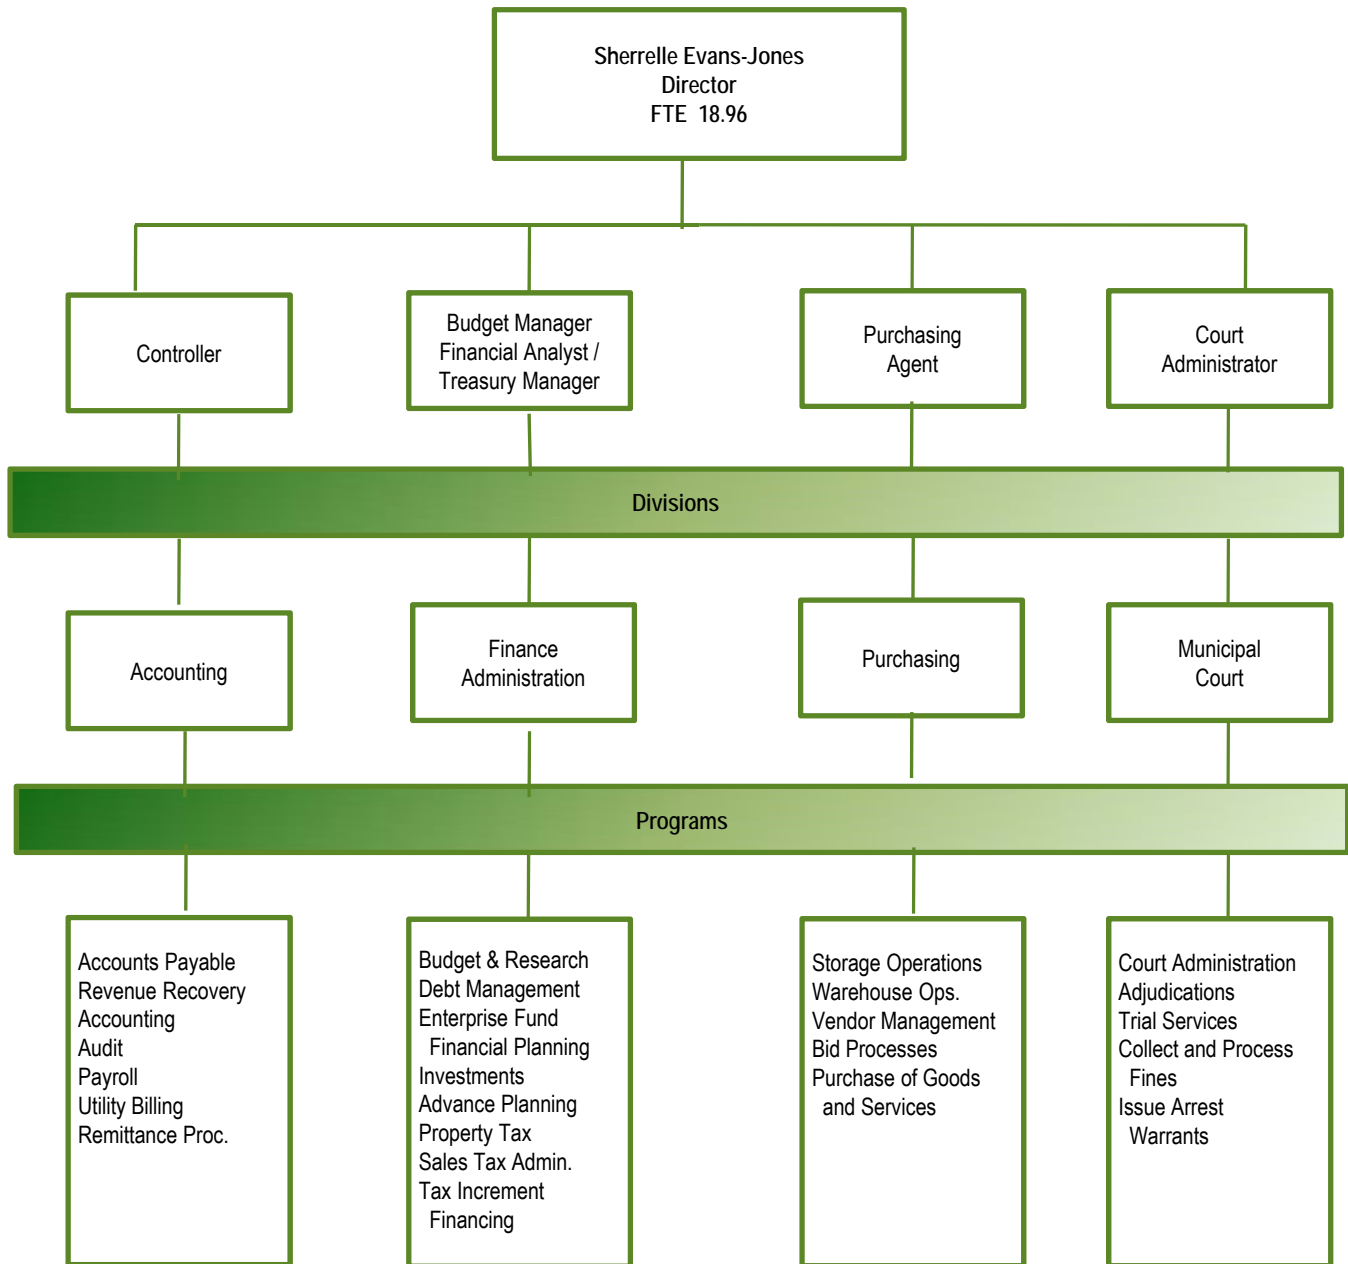 Sherrelle Evans-Jones
Director
FTE 18.96
Controller
Budget Manager
Financial Analyst /
Treasury Manager
Purchasing
Agent
Court
Administrator
Divisions
Accounting
Finance
Administration
Purchasing
Municipal
Court
Programs
Accounts Payable
Revenue Recovery
Accounting
Audit
Payroll
Utility Billing
Remittance Proc.
Budget & Research
Debt Management
Enterprise Fund
Financial Planning
Investments
Advance Planning
Property Tax
Sales Tax Admin.
Tax Increment
Financing
Storage Operations
Warehouse Ops.
Vendor Management
Bid Processes
Purchase of Goods
and Services
Court Administration
Adjudications
Trial Services
Collect and Process
Fines
Issue Arrest
Warrants